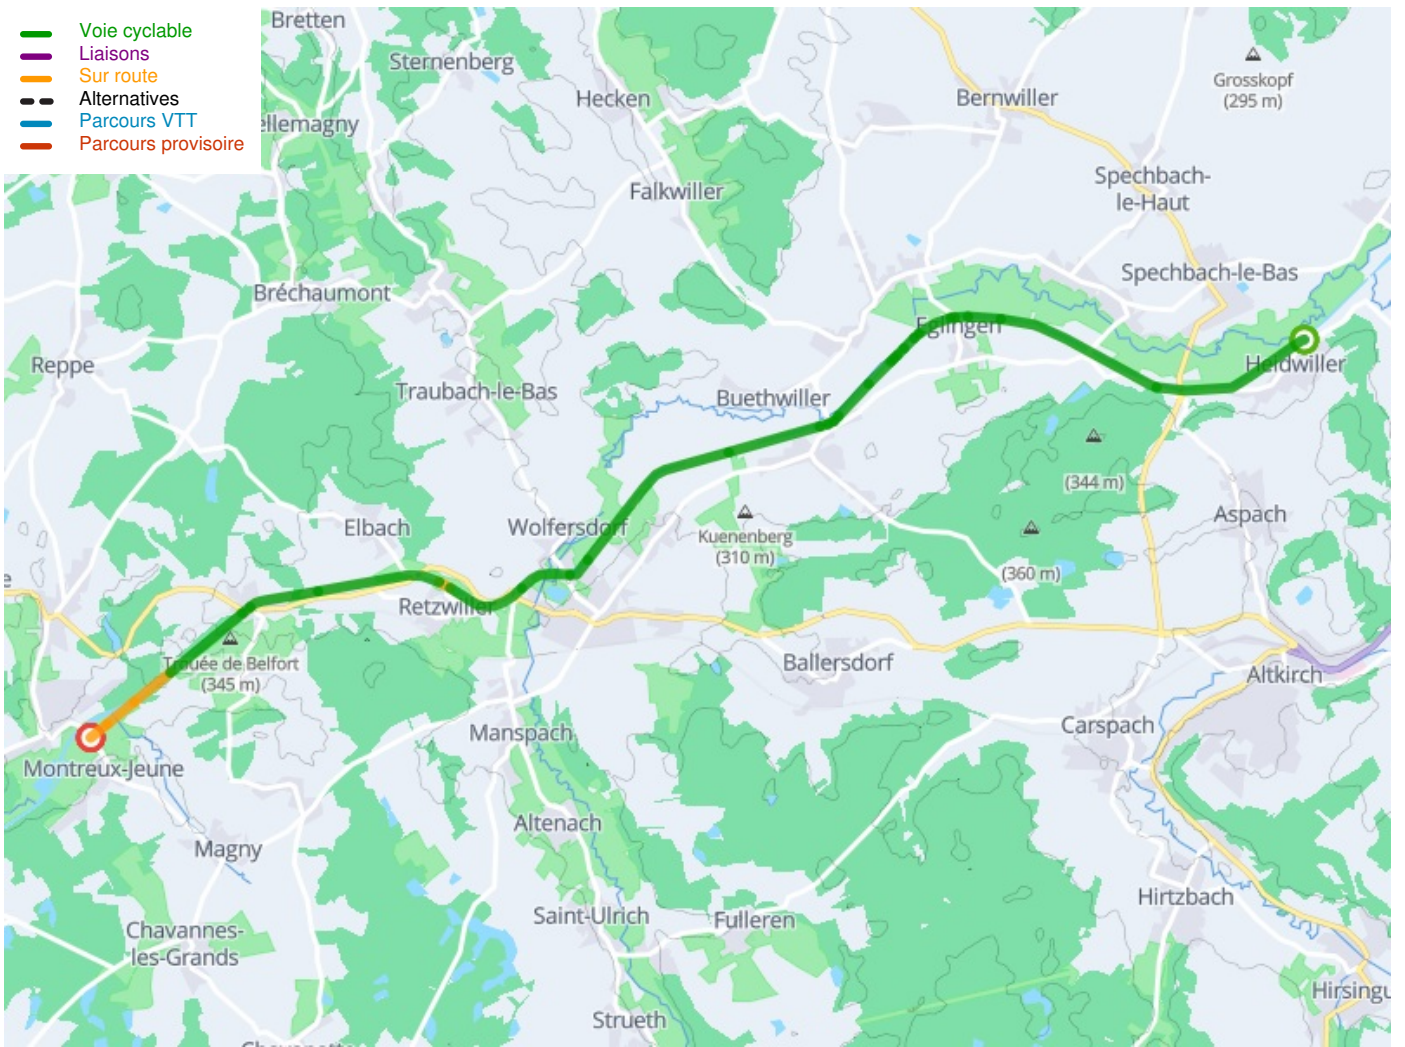 Voie cyclable
Liaisons
Sur route
Alternatives
Parcours VTT
Parcours provisoire
Bretten
Sternenberg
Hecken
Bernwiller
Grosskopf
(295 m)
ellemagny
Falkwiller
Spechbach-
le-Haut
Spechbach-le-Bas
Bréchaumont
Eglingen
Reppe
Heidwiller
Traubach-le-Bas
Buethwiller
(344 m)
Aspach
Elbach
Wolfersdorf
Kuenenberg
(310 m)
(360 m)
e
Retzwiller
Trouée de Belfort
(345 m)
Ballersdorf
Altkirch
Manspach
Carspach
Montreux-Jeune
Altenach
Magny
Hirtzbach
Saint-Ulrich
Fulleren
Chavannes-
les-Grands
Hirsingu
Strueth